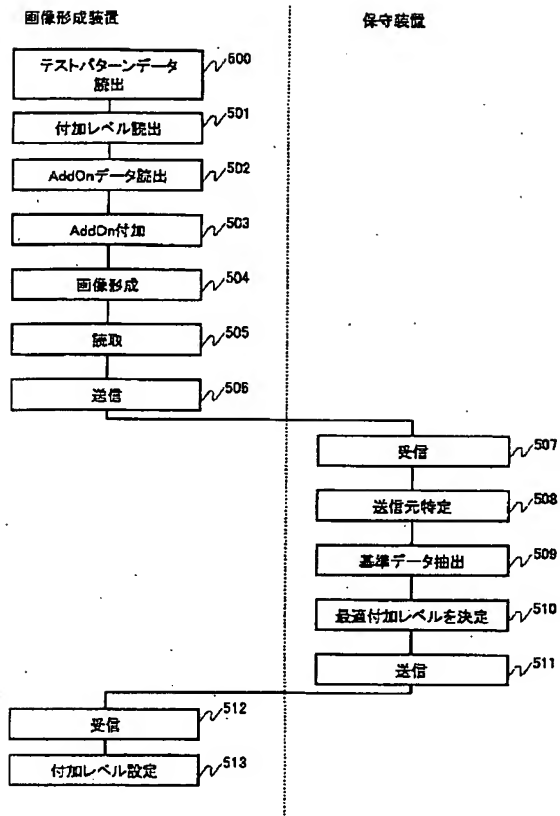 画像形成装置
保守装置
テストパターンデータ
読出
500
付加レベル読出
501
AddOnデータ読出
502
AddOn付加
503
画像形成
504
読取
505
送信
506
受信
507
送信元特定
508
基準データ抽出
509
最適付加レベルを決定
510
送信
511
受信
512
付加レベル設定
513